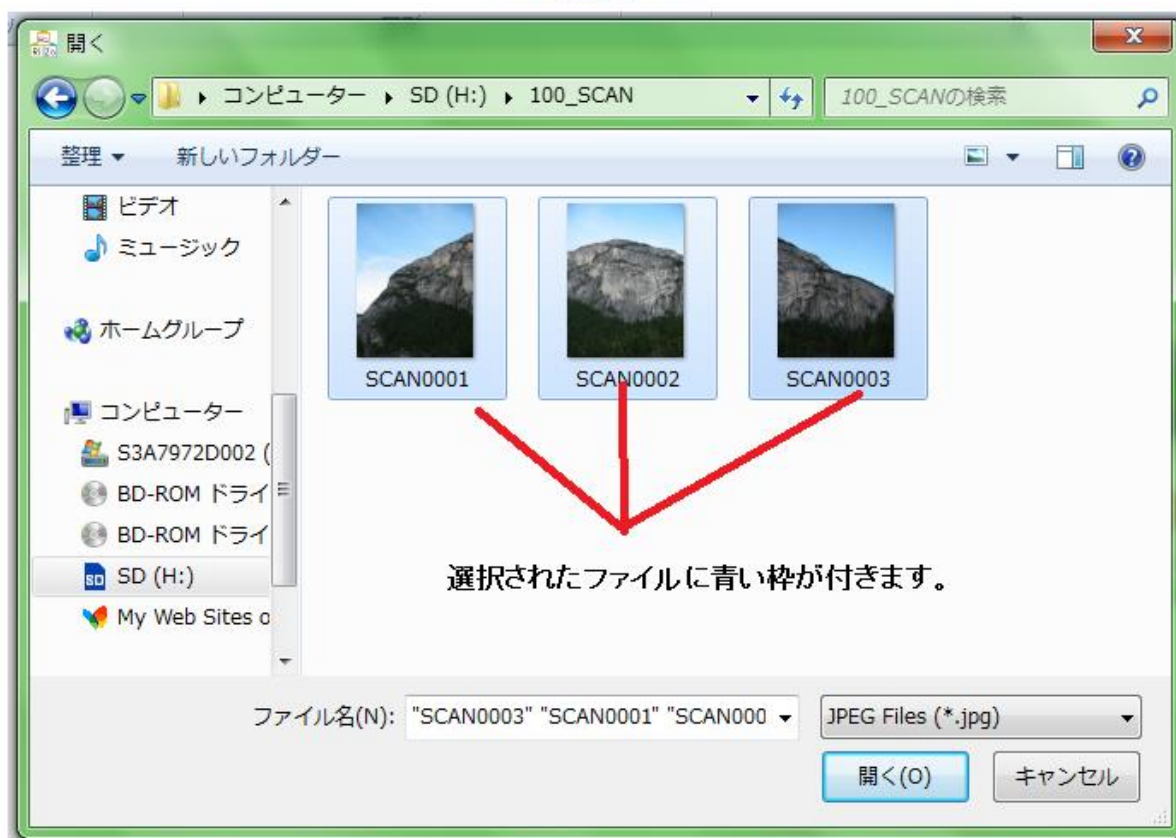 開く
コンピューター ▸ SD (H:) ▸ 100_SCAN
100_SCANの検索
整理
新しいフォルダー
ビデオ
ミュージック
ホームグループ
コンピューター
S3A7972D002 (
BD-ROM ドライ
BD-ROM ドライ
SD (H:)
My Web Sites o
SCAN0001
SCAN0002
SCAN0003
選択されたファイルに青い枠が付きます。
ファイル名(N):
"SCAN0003" "SCAN0001" "SCAN000
JPEG Files (*.jpg)
開く(O)
キャンセル